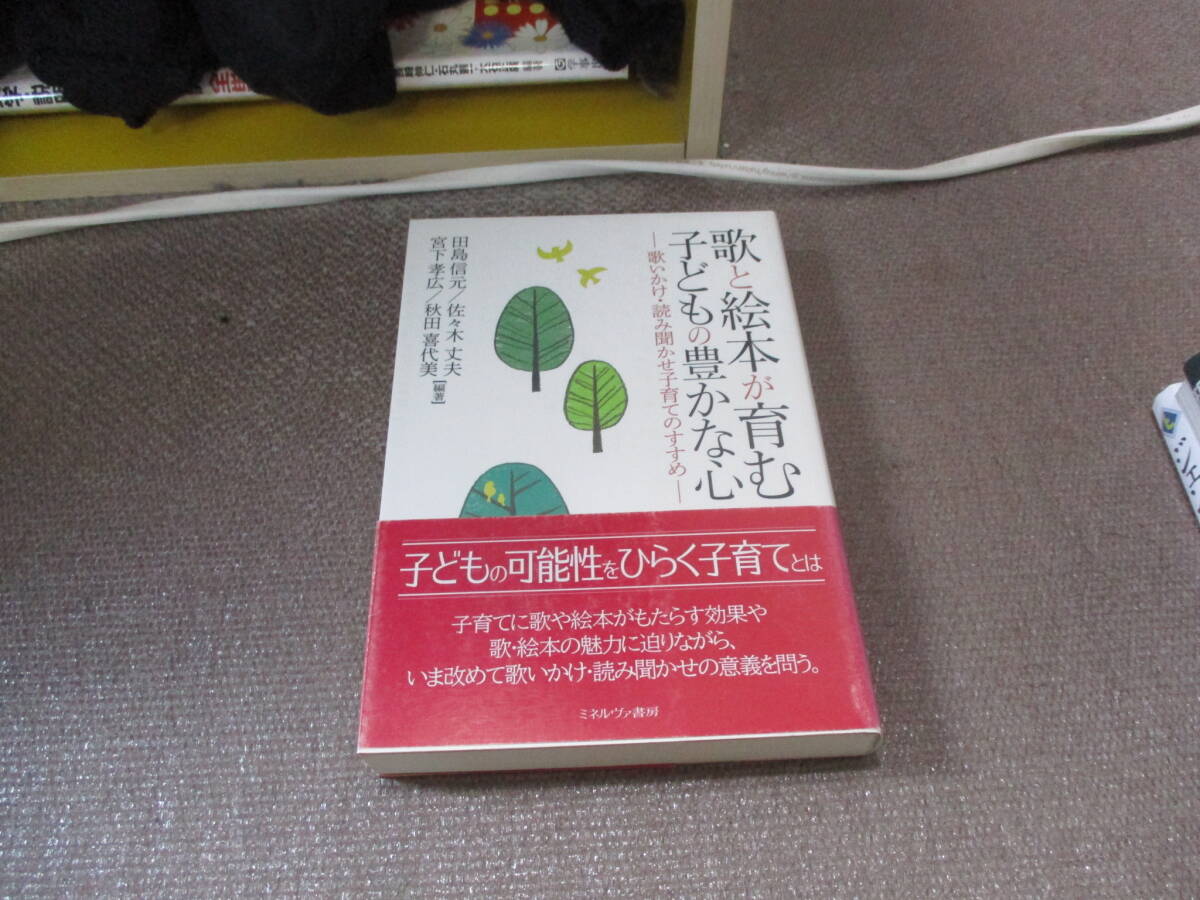 歌と絵本が育む
子どもの豊かな心
―歌いかけ・読み聞かせ子育てのすすめ―
田島信元/佐々木 丈夫
宮下孝広/秋田喜代美[編著]
子どもの可能性をひらく子育てとは
子育てに歌や絵本がもたらす効果や
歌・絵本の魅力に迫りながら、
いま改めて歌いかけ・読み聞かせの意義を問う。
ミネルヴァ書房
ジェ